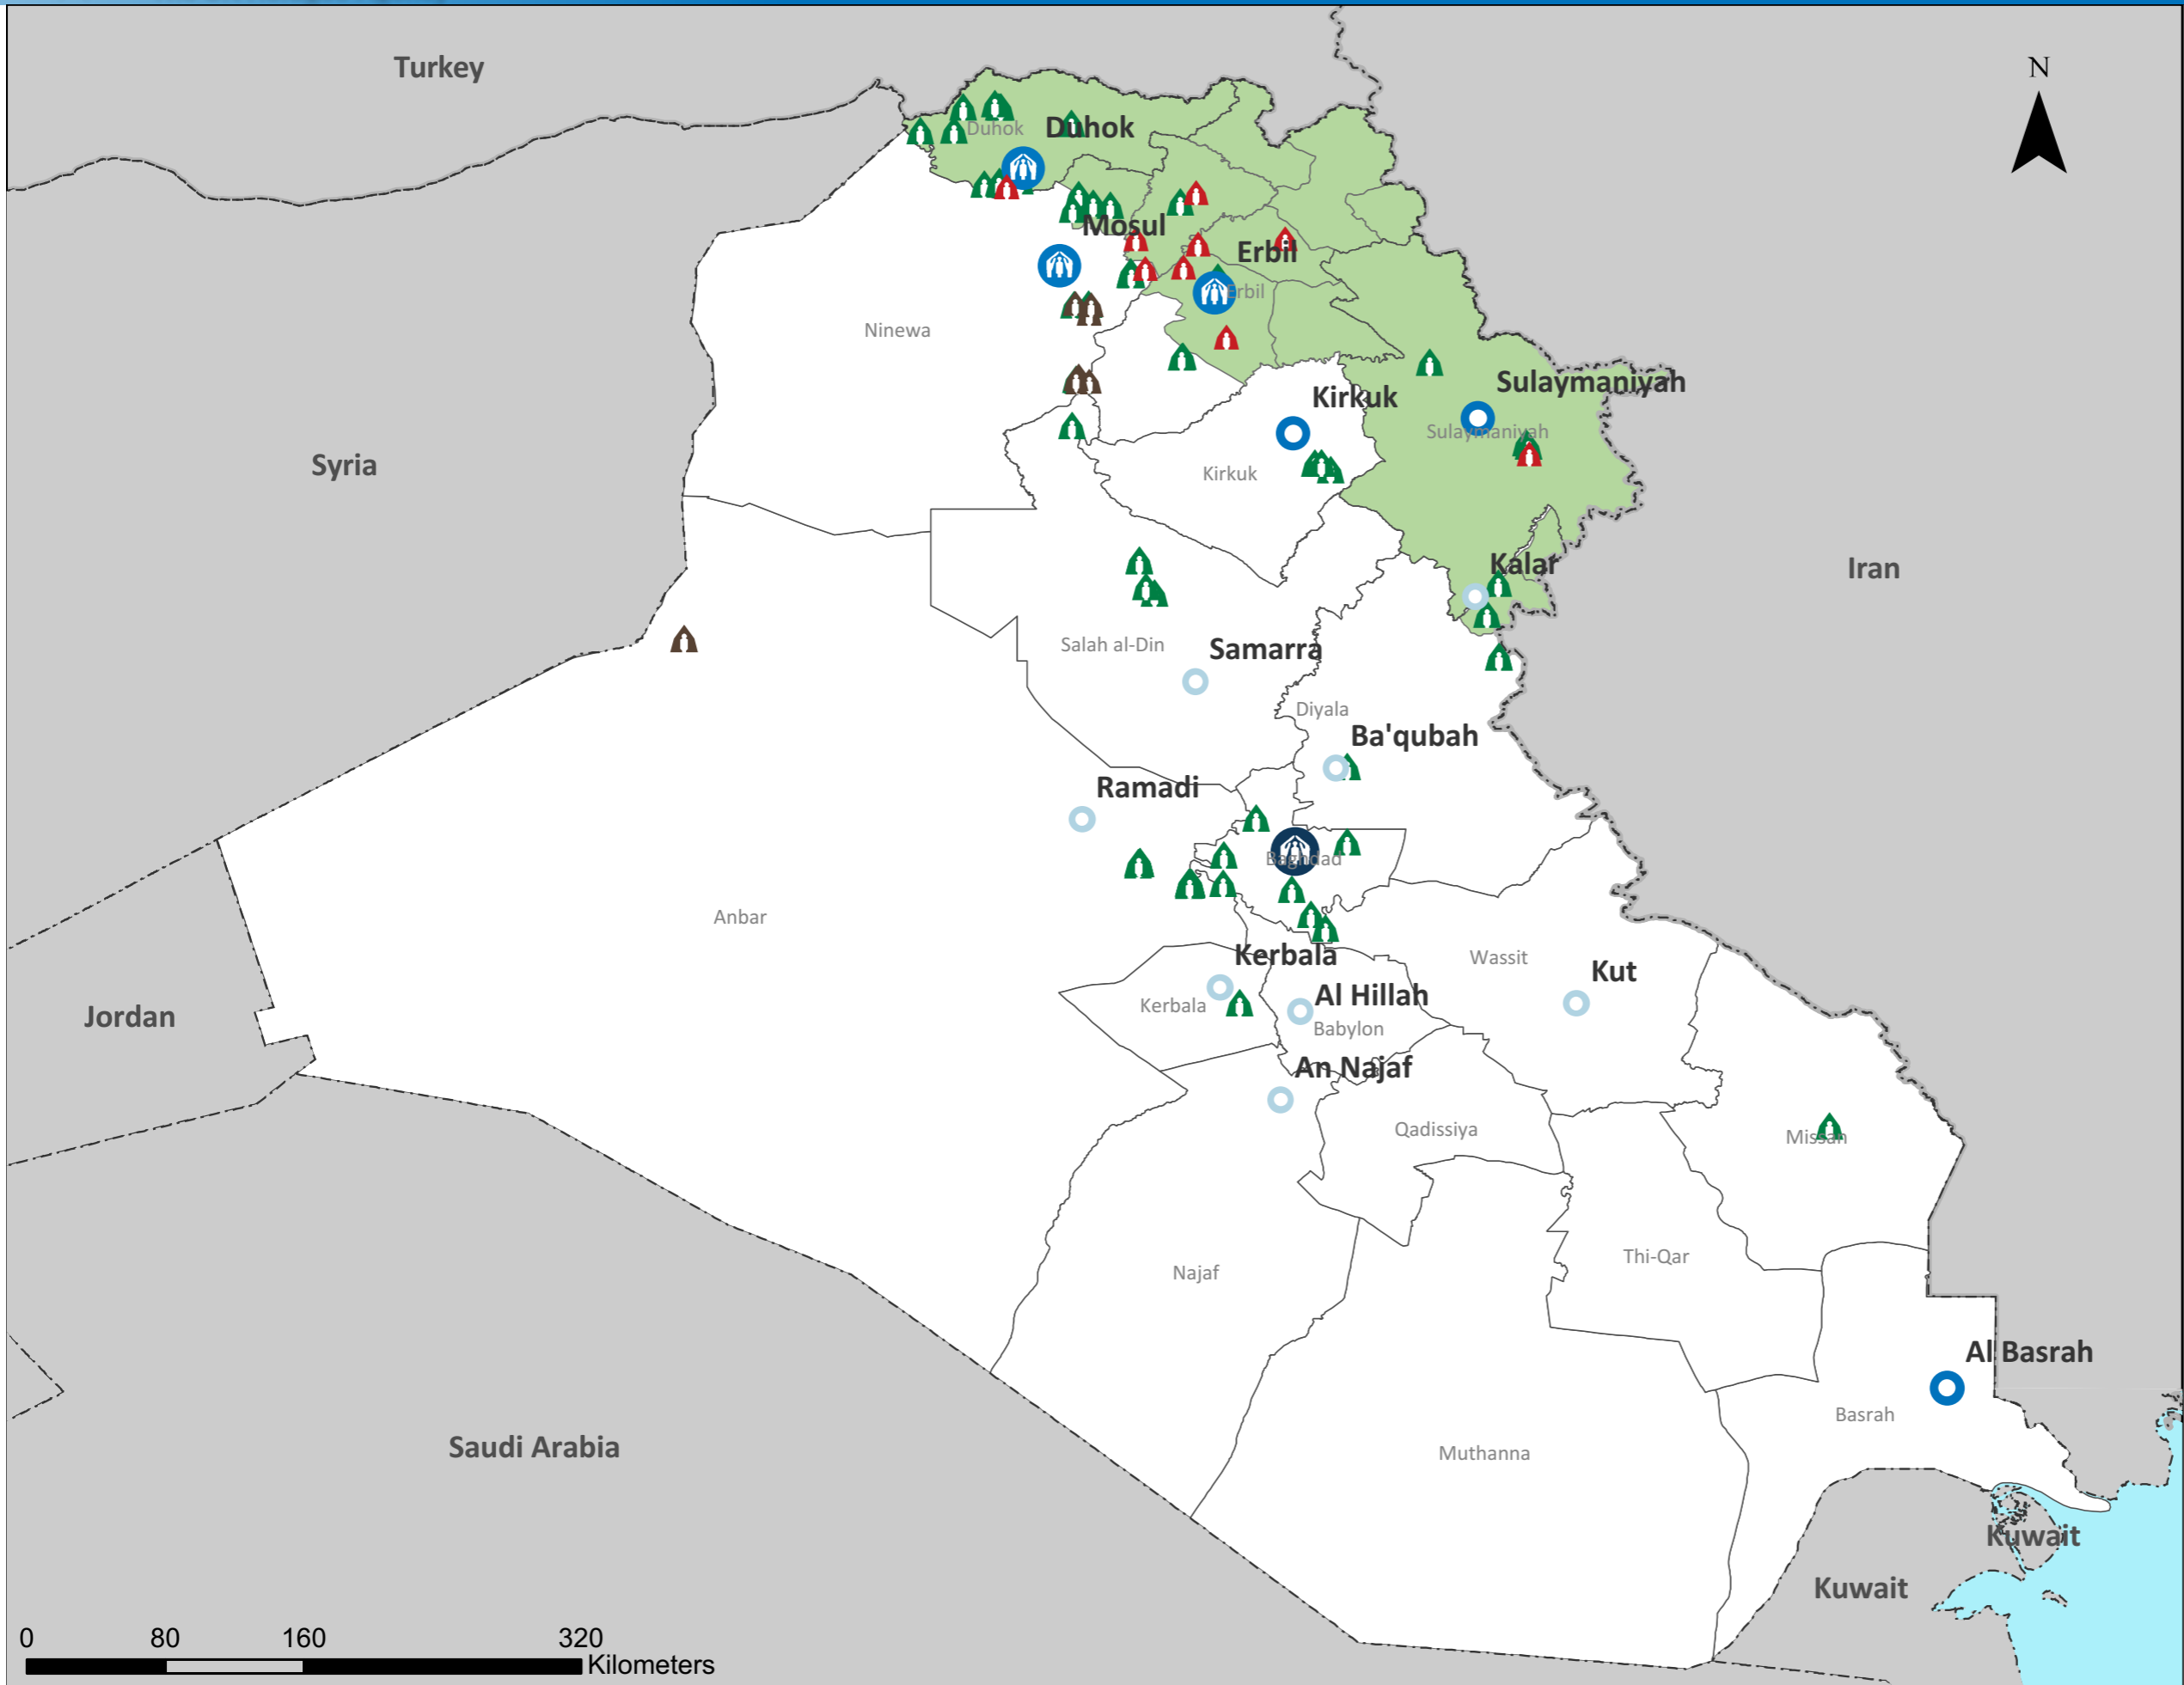 Turkey
N
Duhok
Duhok
Mosul
Erbil
Erbil
Ninewa
Sulaymaniyah
Kirkuk
Sulaymaniyah
Syria
Kirkuk
Kalar
Iran
Salah al-Din
Samarra
Diyala
Ba'qubah
Ramadi
Baghdad
Anbar
Kerbala
Wassit
Kut
Al Hillah
Kerbala
Jordan
Babylon
An Najaf
Qadissiya
Missan
Thi-Qar
Najaf
Al Basrah
Basrah
Saudi Arabia
Muthanna
Kuwait
Kuwait
0 80 160 320
Kilometers